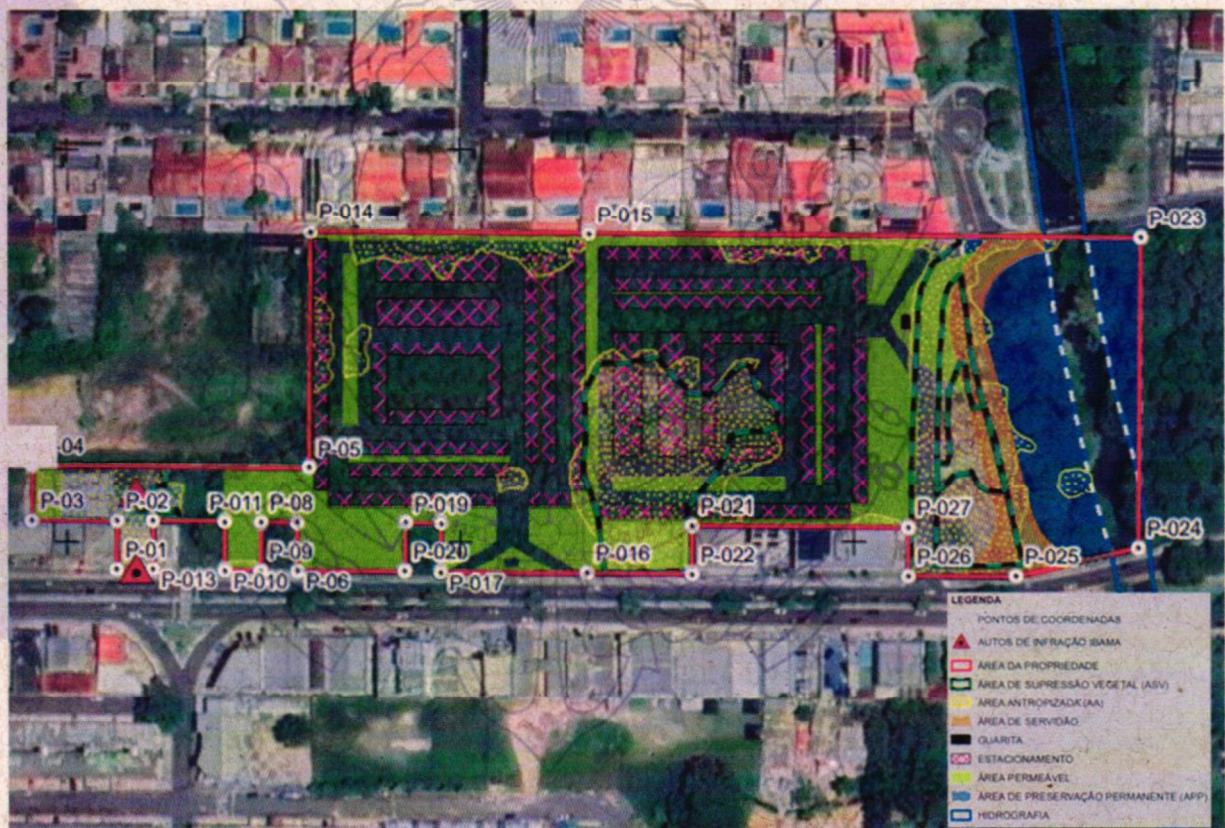 P-014
P-015
P-023
04
P-05
P-03
P-02
P-011
P-08
P-019
P-021
P-027
P-01
P-09
P-020
P-016
P-022
P-026
P-025
P-024
P-013
P-010
P-06
P-017
LEGENDA
PONTOS DE COORDENADAS
AUTOS DE INFRAÇÃO IBAMA
ÁREA DA PROPRIEDADE
ÁREA DE SUPRESSÃO VEGETAL (ASV)
ÁREA ANTROPIZADA (AA)
ÁREA DE SERVIDÃO
GUARITA
ESTACIONAMENTO
ÁREA PERMEÁVEL
ÁREA DE PRESERVAÇÃO PERMANENTE (APP)
HIDROGRAFIA